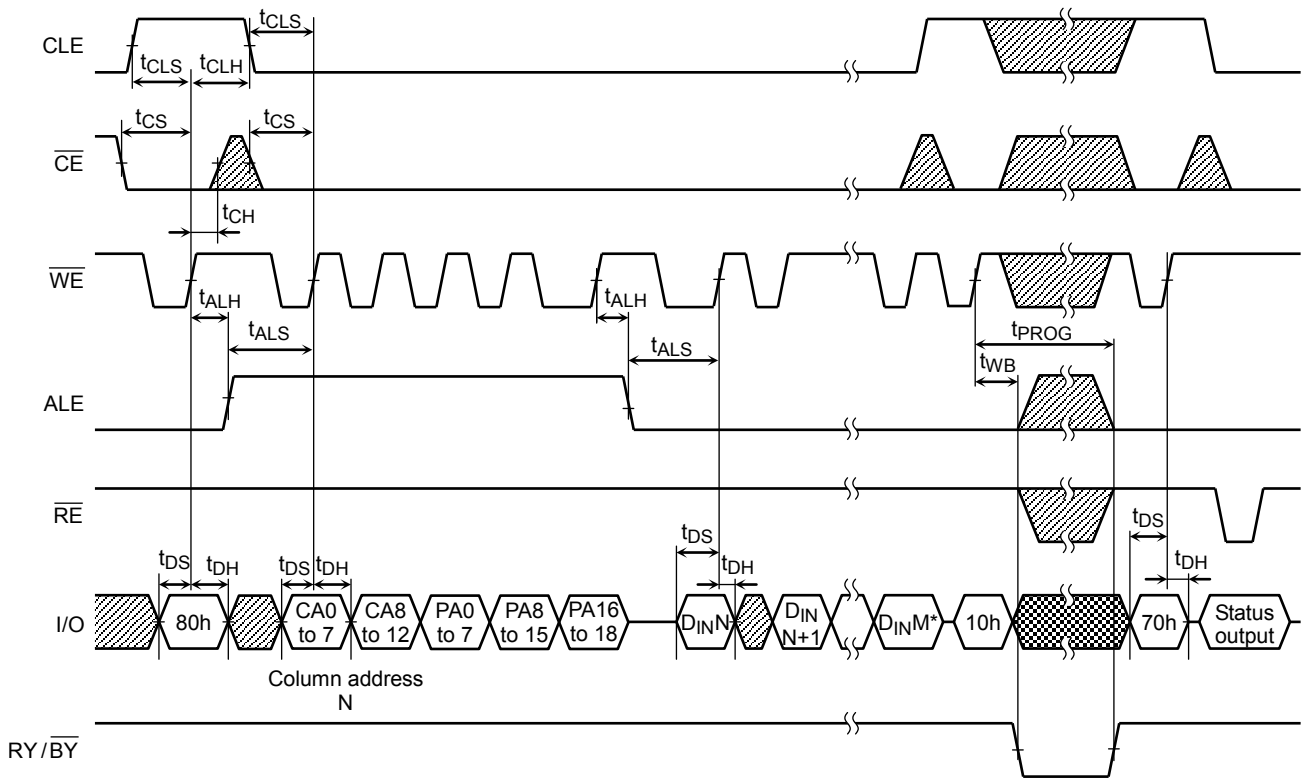 CLE
tCLS
tCLS
tCLH
CE
tCS
tCS
tCH
WE
tALH
tALS
tALH
tALS
tPROG
tWB
ALE
RE
tDS
tDH
tDS
tDH
tDS
tDH
tDS
tDH
I/O
80h
CA0
to 7
CA8
to 12
PA0
to 7
PA8
to 15
PA16
to 18
DINN
DIN
N+1
DINM*
10h
70h
Status
output
Column address
N
RY/BY